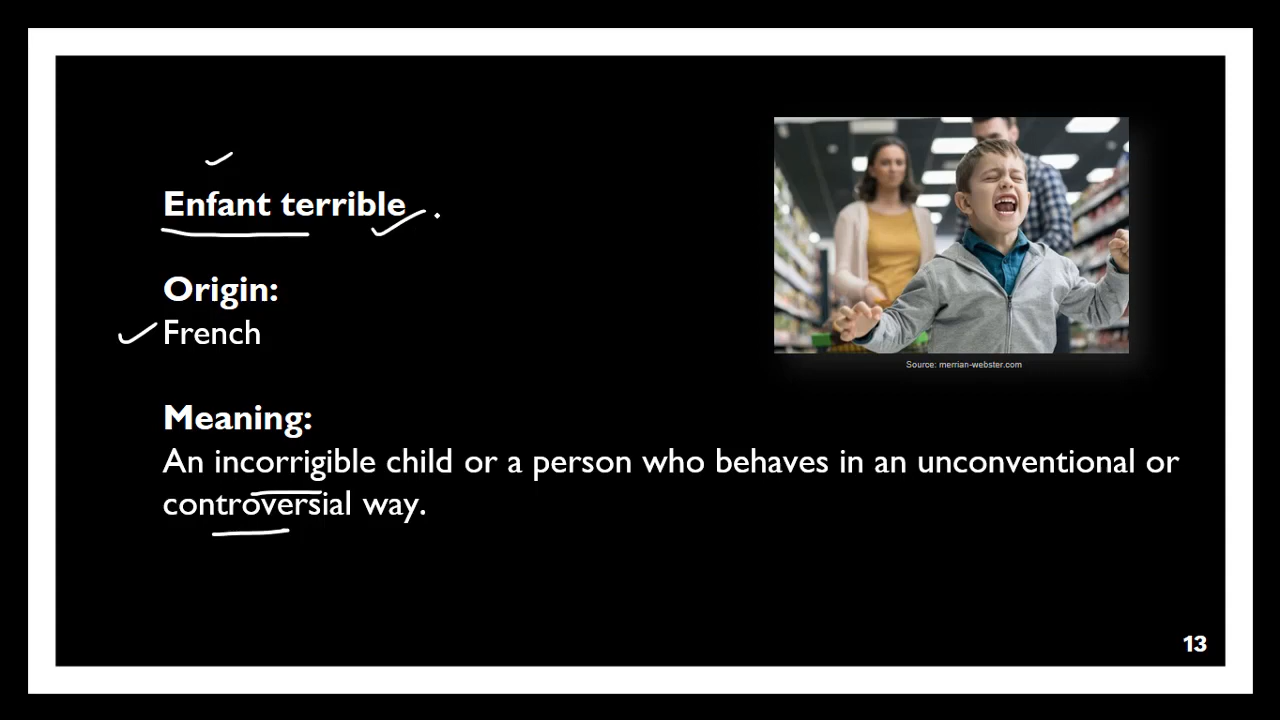 Enfant terrible
Origin:
French
Source: merrian-webster.com
Meaning:
An incorrigible child or a person who behaves in an unconventional or
controversial way.
13